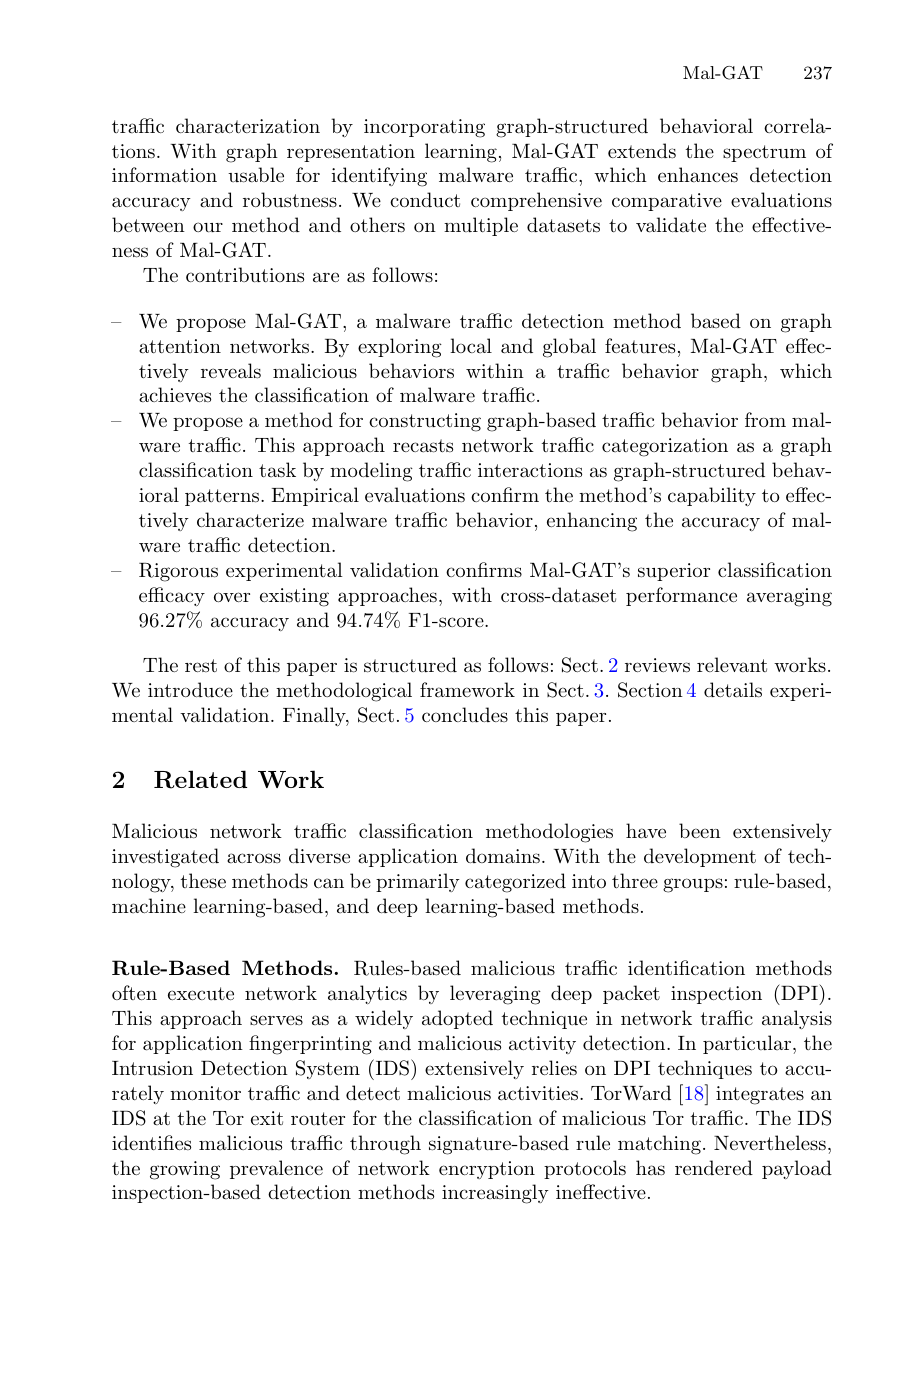 Mal-GAT 237
traffic characterization by incorporating graph-structured behavioral correla-
tions. With graph representation learning, Mal-GAT extends the spectrum of
information usable for identifying malware traffic, which enhances detection
accuracy and robustness. We conduct comprehensive comparative evaluations
between our method and others on multiple datasets to validate the effective-
ness of Mal-GAT.
The contributions are as follows:
– We propose Mal-GAT, a malware traffic detection method based on graph
attention networks. By exploring local and global features, Mal-GAT effec-
tively reveals malicious behaviors within a traffic behavior graph, which
achieves the classification of malware traffic.
– We propose a method for constructing graph-based traffic behavior from mal-
ware traffic. This approach recasts network traffic categorization as a graph
classification task by modeling traffic interactions as graph-structured behav-
ioral patterns. Empirical evaluations confirm the method's capability to effec-
tively characterize malware traffic behavior, enhancing the accuracy of mal-
ware traffic detection.
– Rigorous experimental validation confirms Mal-GAT's superior classification
efficacy over existing approaches, with cross-dataset performance averaging
96.27% accuracy and 94.74% F1-score.
The rest of this paper is structured as follows: Sect. 2 reviews relevant works.
We introduce the methodological framework in Sect. 3. Section 4 details experi-
mental validation. Finally, Sect. 5 concludes this paper.
2 Related Work
Malicious network traffic classification methodologies have been extensively
investigated across diverse application domains. With the development of tech-
nology, these methods can be primarily categorized into three groups: rule-based,
machine learning-based, and deep learning-based methods.
Rule-Based Methods. Rules-based malicious traffic identification methods
often execute network analytics by leveraging deep packet inspection (DPI).
This approach serves as a widely adopted technique in network traffic analysis
for application fingerprinting and malicious activity detection. In particular, the
Intrusion Detection System (IDS) extensively relies on DPI techniques to accu-
rately monitor traffic and detect malicious activities. TorWard [18] integrates an
IDS at the Tor exit router for the classification of malicious Tor traffic. The IDS
identifies malicious traffic through signature-based rule matching. Nevertheless,
the growing prevalence of network encryption protocols has rendered payload
inspection-based detection methods increasingly ineffective.